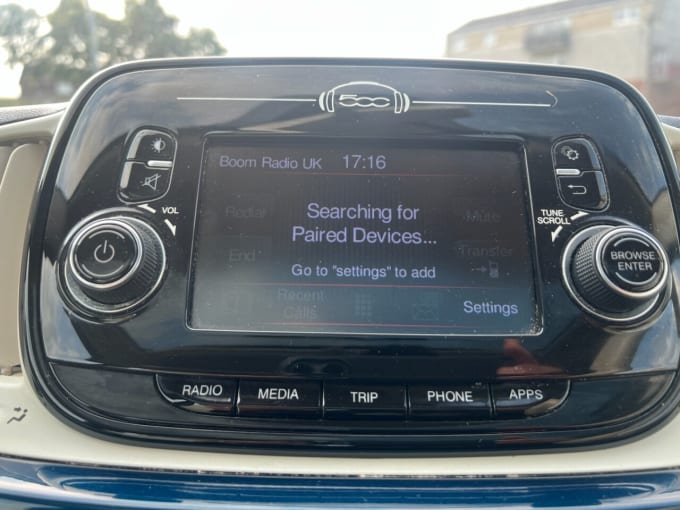 500
Boom Radio UK 17:16
VOL
TUNE
SCROLL
Redial
Searching for
Mute
Paired Devices...
End
Transfer
Go to "settings" to add
BROWSE
ENTER
Recent
Calls
Settings
RADIO MEDIA TRIP PHONE APPS